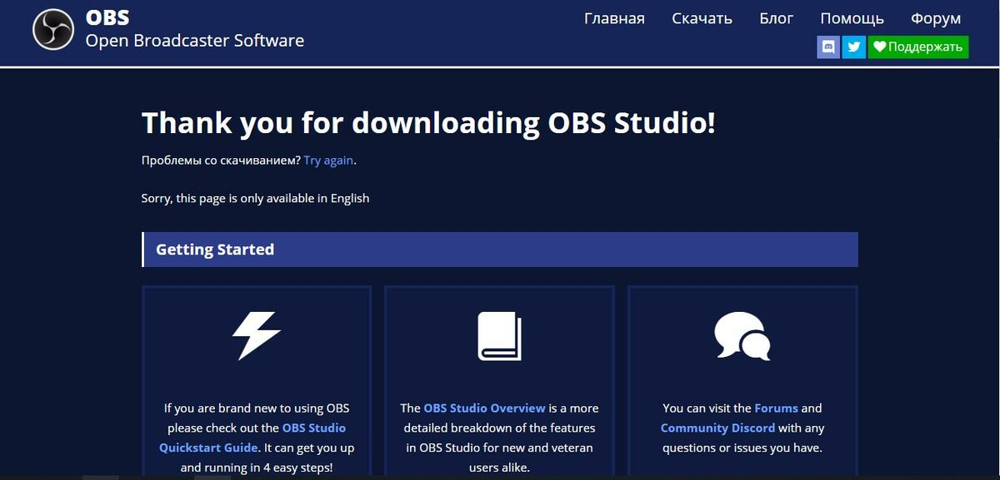 OBS
Open Broadcaster Software
Главная Скачать Блог Помощь Форум
Поддержать
Thank you for downloading OBS Studio!
Проблемы со скачиванием? Try again.
Sorry, this page is only available in English
Getting Started
If you are brand new to using OBS
please check out the OBS Studio
Quickstart Guide. It can get you up
and running in 4 easy steps!
The OBS Studio Overview is a more
detailed breakdown of the features
in OBS Studio for new and veteran
users alike.
You can visit the Forums and
Community Discord with any
questions or issues you have.